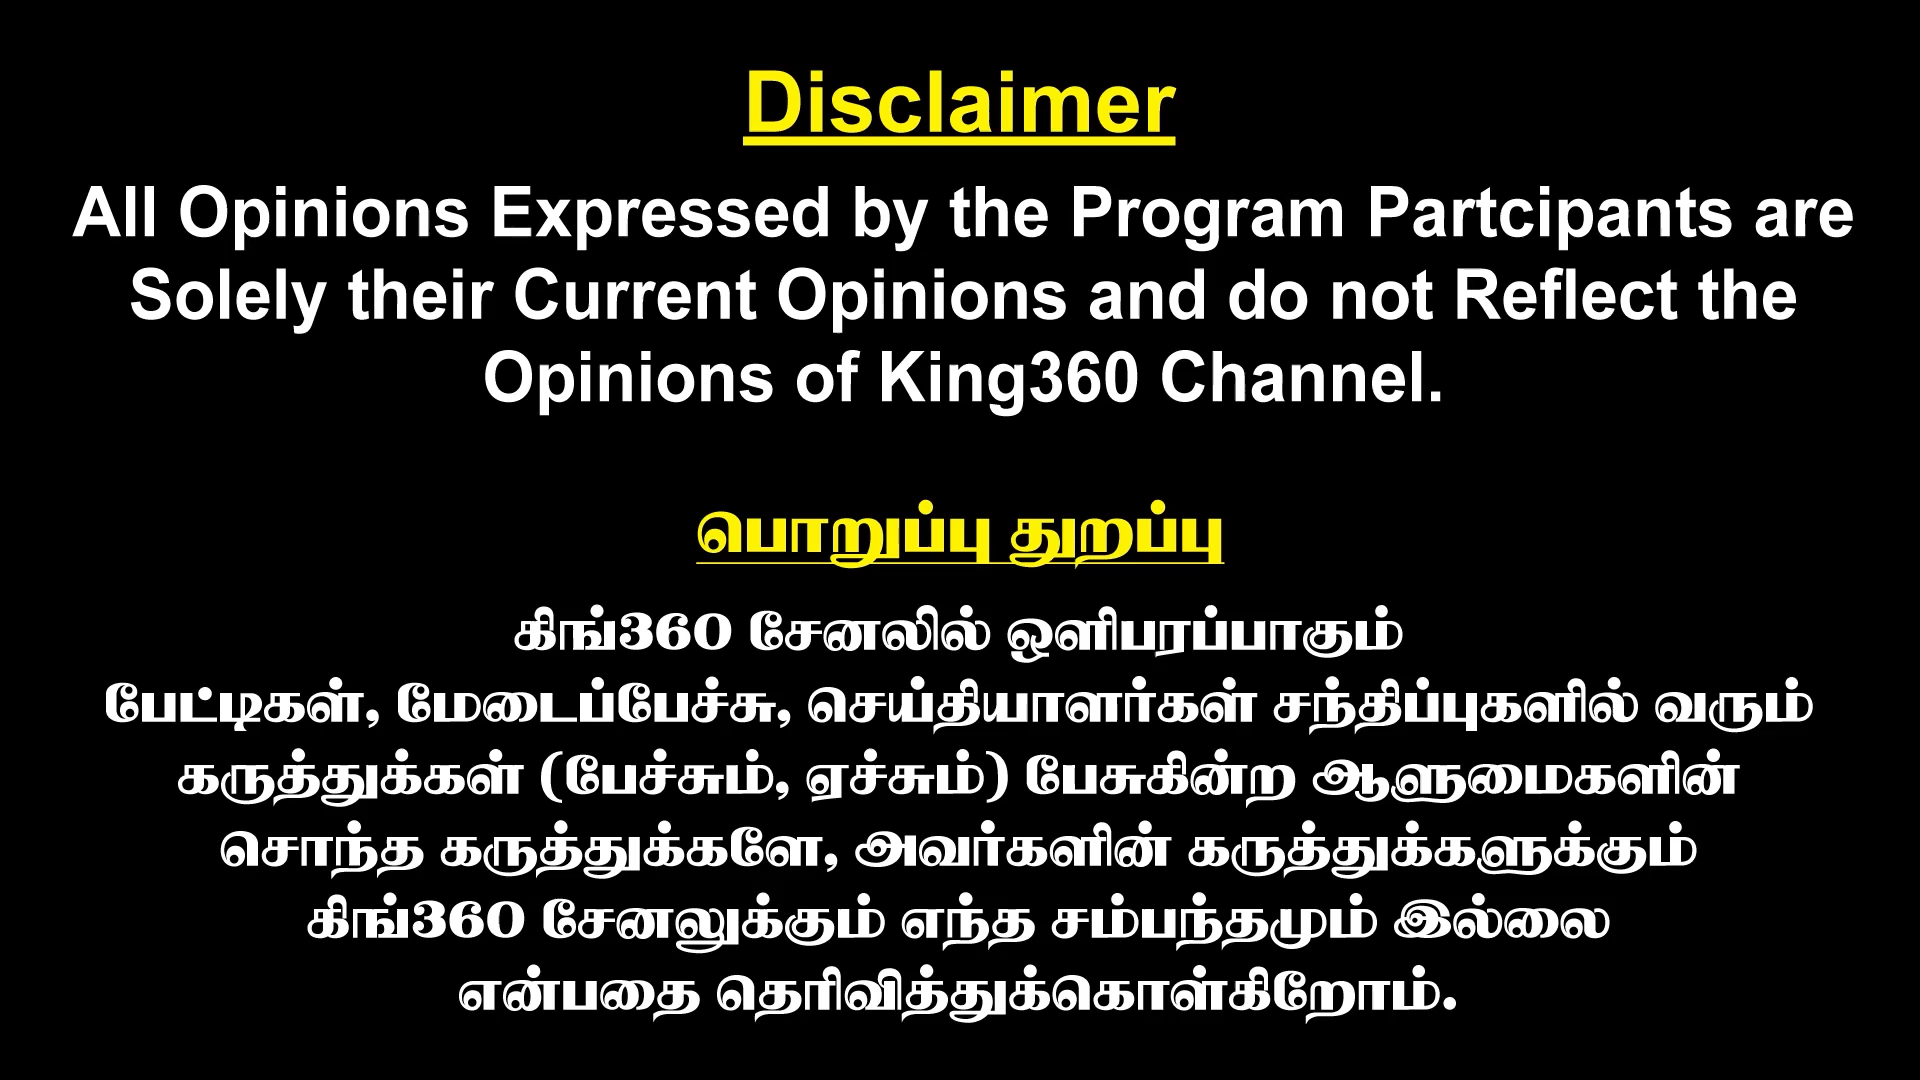 Disclaimer
All Opinions Expressed by the Program Partcipants are
Solely their Current Opinions and do not Reflect the
Opinions of King360 Channel.
பொறுப்பு துறப்பு
கிங்360 சேனலில் ஒளிபரப்பாகும்
பேட்டிகள், மேடைப்பேச்சு, செய்தியாளர்கள் சந்திப்புகளில் வரும்
கருத்துக்கள் (பேச்சும், ஏச்சும்) பேசுகின்ற ஆளுமைகளின்
சொந்த கருத்துக்களே, அவர்களின் கருத்துக்களுக்கும்
கிங்360 சேனலுக்கும் எந்த சம்பந்தமும் இல்லை
என்பதை தெரிவித்துக்கொள்கிறோம்.